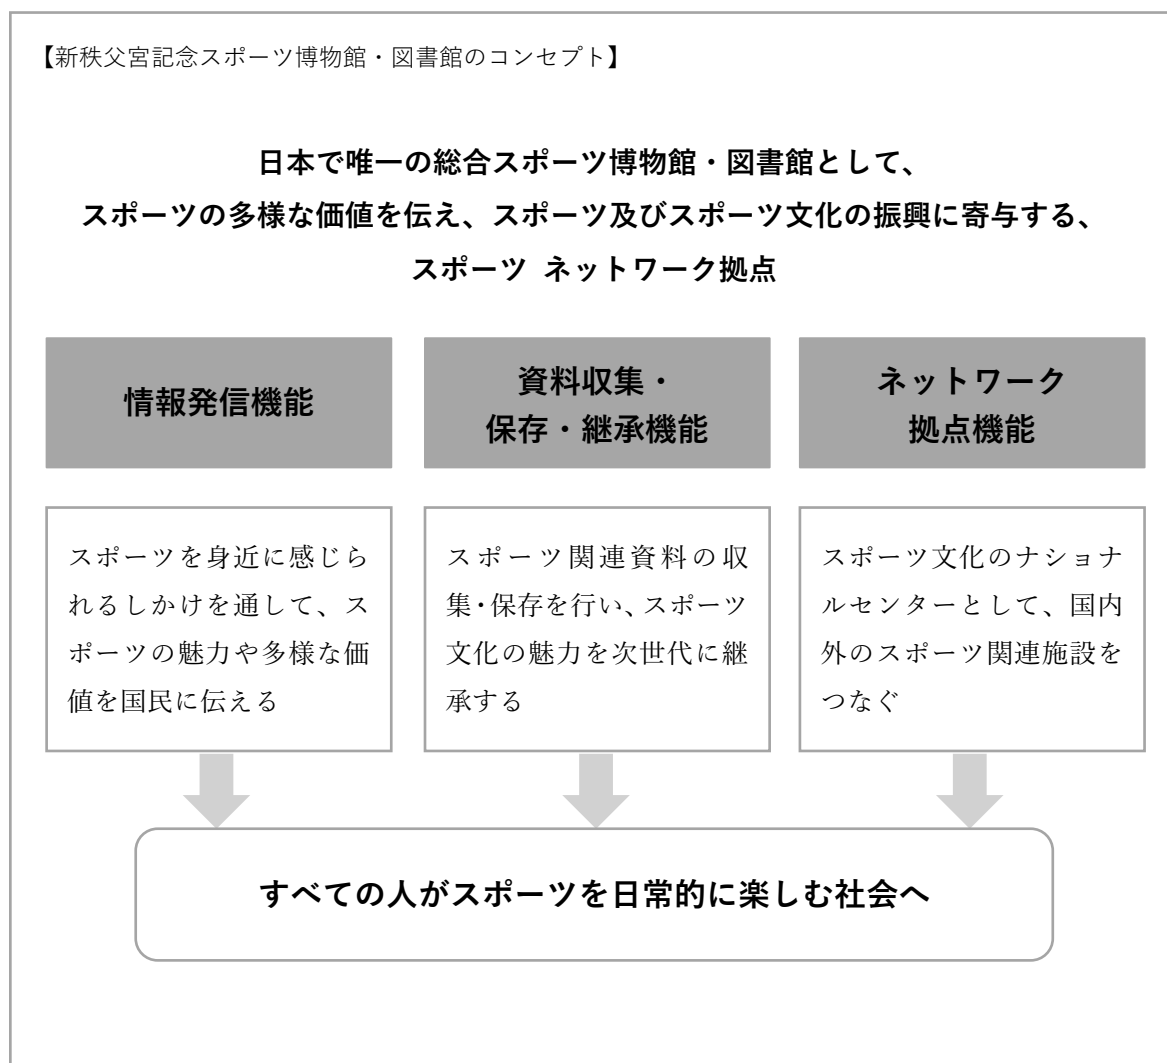 【新秩父宮記念スポーツ博物館・図書館のコンセプト】
日本で唯一の総合スポーツ博物館・図書館として、
スポーツの多様な価値を伝え、スポーツ及びスポーツ文化の振興に寄与する、
スポーツ ネットワーク拠点
情報発信機能
資料収集・
保存・継承機能
ネットワーク
拠点機能
スポーツを身近に感じら
れるしかけを通して、ス
ポーツの魅力や多様な価
値を国民に伝える
スポーツ関連資料の収
集・保存を行い、スポーツ
文化の魅力を次世代に継
承する
スポーツ文化のナショナ
ルセンターとして、国内
外のスポーツ関連施設を
つなぐ
すべての人がスポーツを日常的に楽しむ社会へ